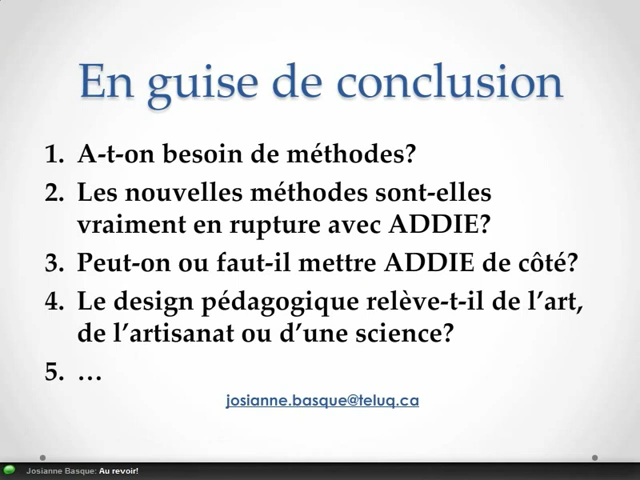 En guise de conclusion
1. A-t-on besoin de méthodes?
2. Les nouvelles méthodes sont-elles
vraiment en rupture avec ADDIE?
3. Peut-on ou faut-il mettre ADDIE de côté?
4. Le design pédagogique relève-t-il de l’art,
de l’artisanat ou d’une science?
5. …
josianne.basque@teluq.ca
Josianne Basque: Au revoir!